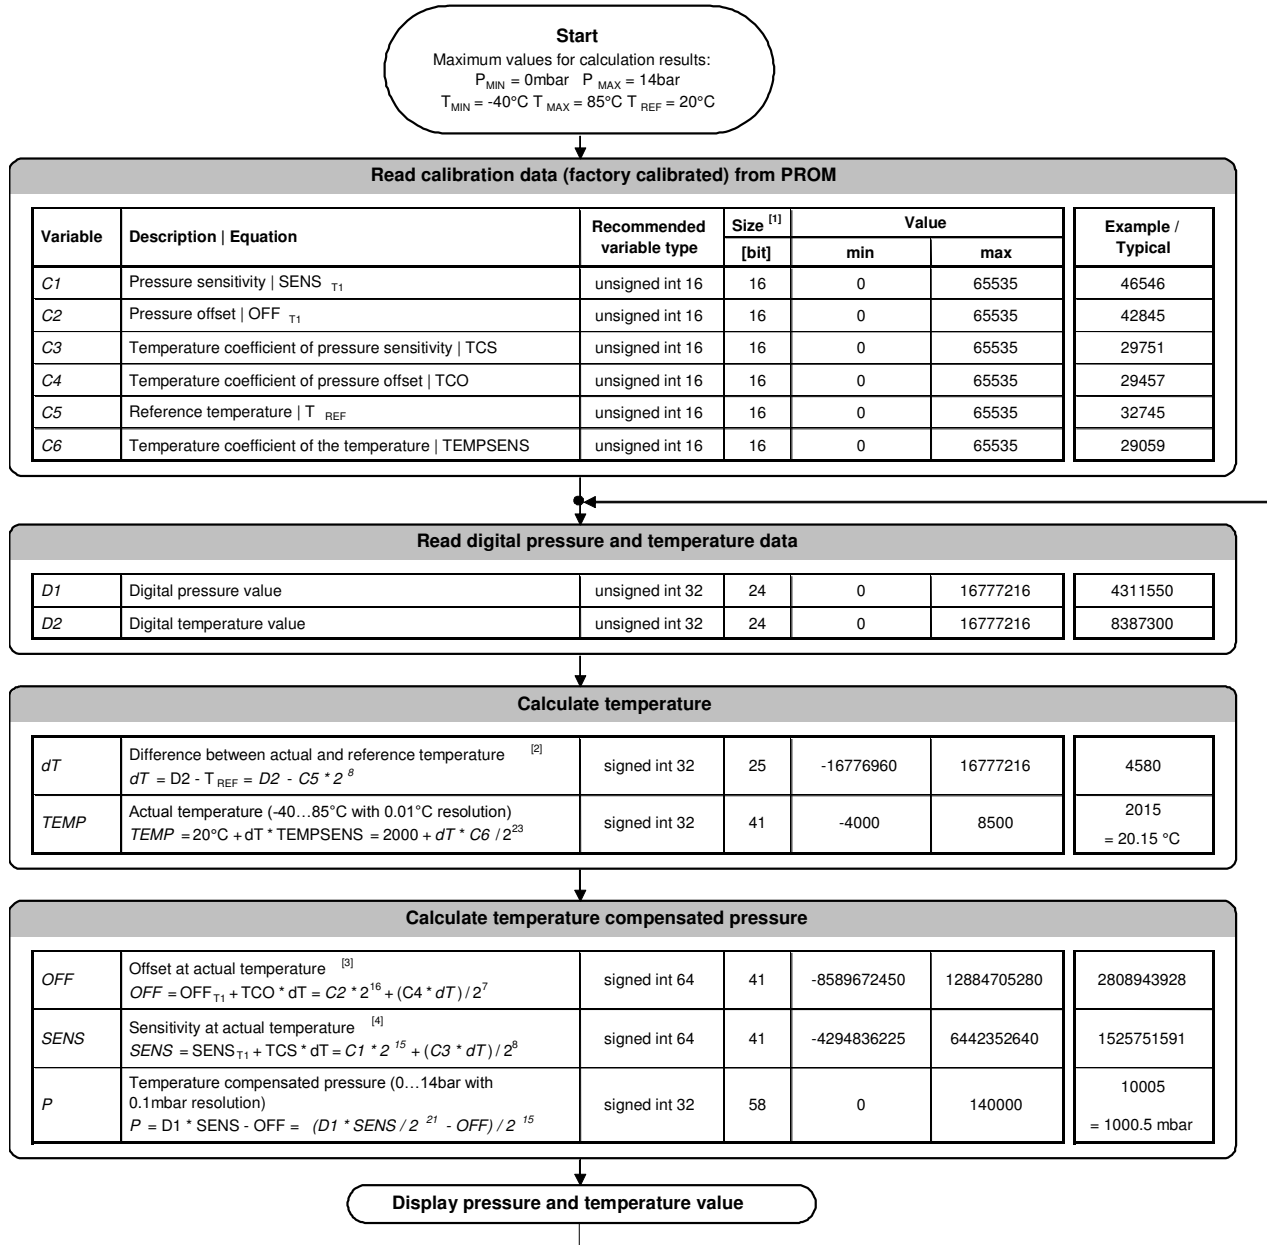 Start
Maximum values for calculation results:
P MIN = 0mbar P MAX = 14bar
T MIN = -40°C T MAX = 85°C T REF = 20°C
Read calibration data (factory calibrated) from PROM
Variable Description | Equation Recommended variable type Size [1] [bit] Value min max Example / Typical
C1 Pressure sensitivity | SENS T1 unsigned int 16 16 0 65535 46546
C2 Pressure offset | OFF T1 unsigned int 16 16 0 65535 42845
C3 Temperature coefficient of pressure sensitivity | TCS unsigned int 16 16 0 65535 29751
C4 Temperature coefficient of pressure offset | TCO unsigned int 16 16 0 65535 29457
C5 Reference temperature | T REF unsigned int 16 16 0 65535 32745
C6 Temperature coefficient of the temperature | TEMPSENS unsigned int 16 16 0 65535 29059
Read digital pressure and temperature data
D1 Digital pressure value unsigned int 32 24 0 16777216 4311550
D2 Digital temperature value unsigned int 32 24 0 16777216 8387300
Calculate temperature
dT Difference between actual and reference temperature [2]
dT = D2 - T REF = D2 - C5 * 2^8 signed int 32 25 -16776960 16777216 4580
TEMP Actual temperature (-40…85°C with 0.01°C resolution)
TEMP = 20°C + dT * TEMPSENS = 2000 + dT * C6 / 2^23 signed int 32 41 -4000 8500 2015
= 20.15 °C
Calculate temperature compensated pressure
OFF Offset at actual temperature [3]
OFF = OFF T1 + TCO * dT = C2 * 2^16 + (C4 * dT) / 2^7 signed int 64 41 -8589672450 12884705280 2808943928
SENS Sensitivity at actual temperature [4]
SENS = SENS T1 + TCS * dT = C1 * 2^15 + (C3 * dT) / 2^8 signed int 64 41 -4294836225 6442352640 1525751591
P Temperature compensated pressure (0…14bar with
0.1mbar resolution)
P = D1 * SENS - OFF = (D1 * SENS / 2^21 - OFF) / 2^15 signed int 32 58 0 140000 10005
= 1000.5 mbar
Display pressure and temperature value